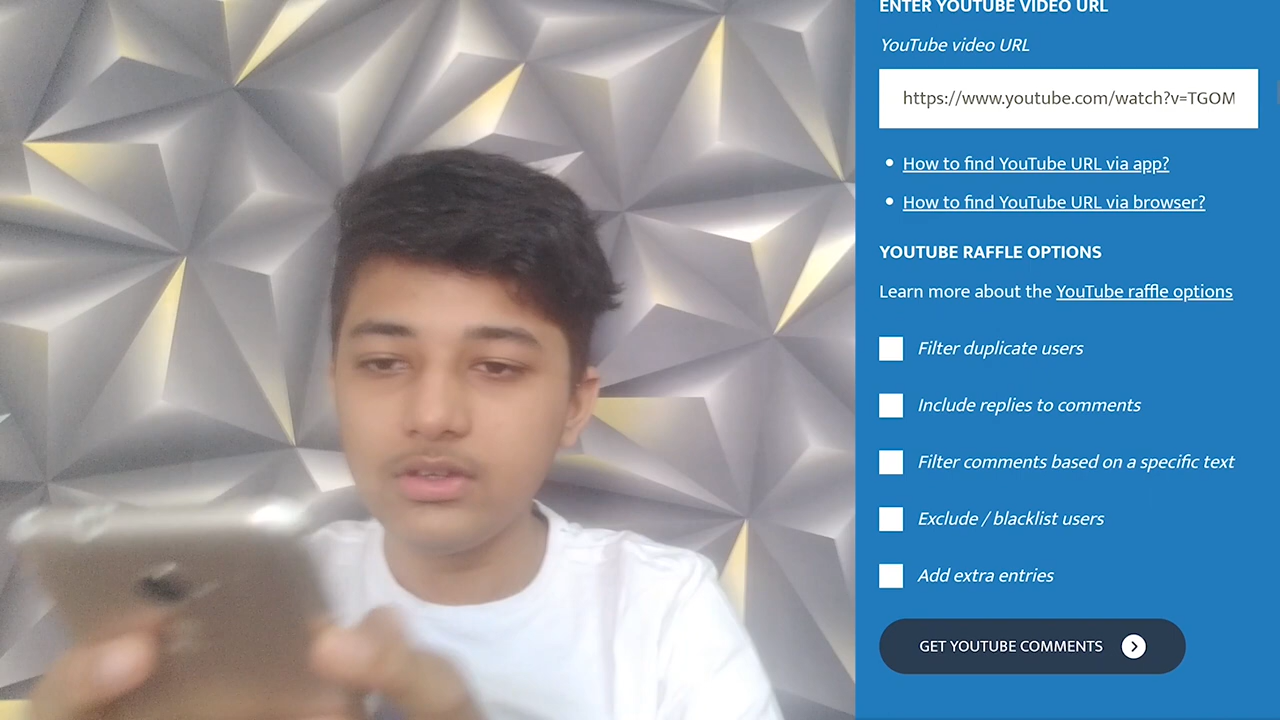 ENTER YOUTUBE VIDEO URL
YouTube video URL
https://www.youtube.com/watch?v=TGOM
How to find YouTube URL via app?
How to find YouTube URL via browser?
YOUTUBE RAFFLE OPTIONS
Learn more about the YouTube raffle options
Filter duplicate users
Include replies to comments
Filter comments based on a specific text
Exclude / blacklist users
Add extra entries
GET YOUTUBE COMMENTS